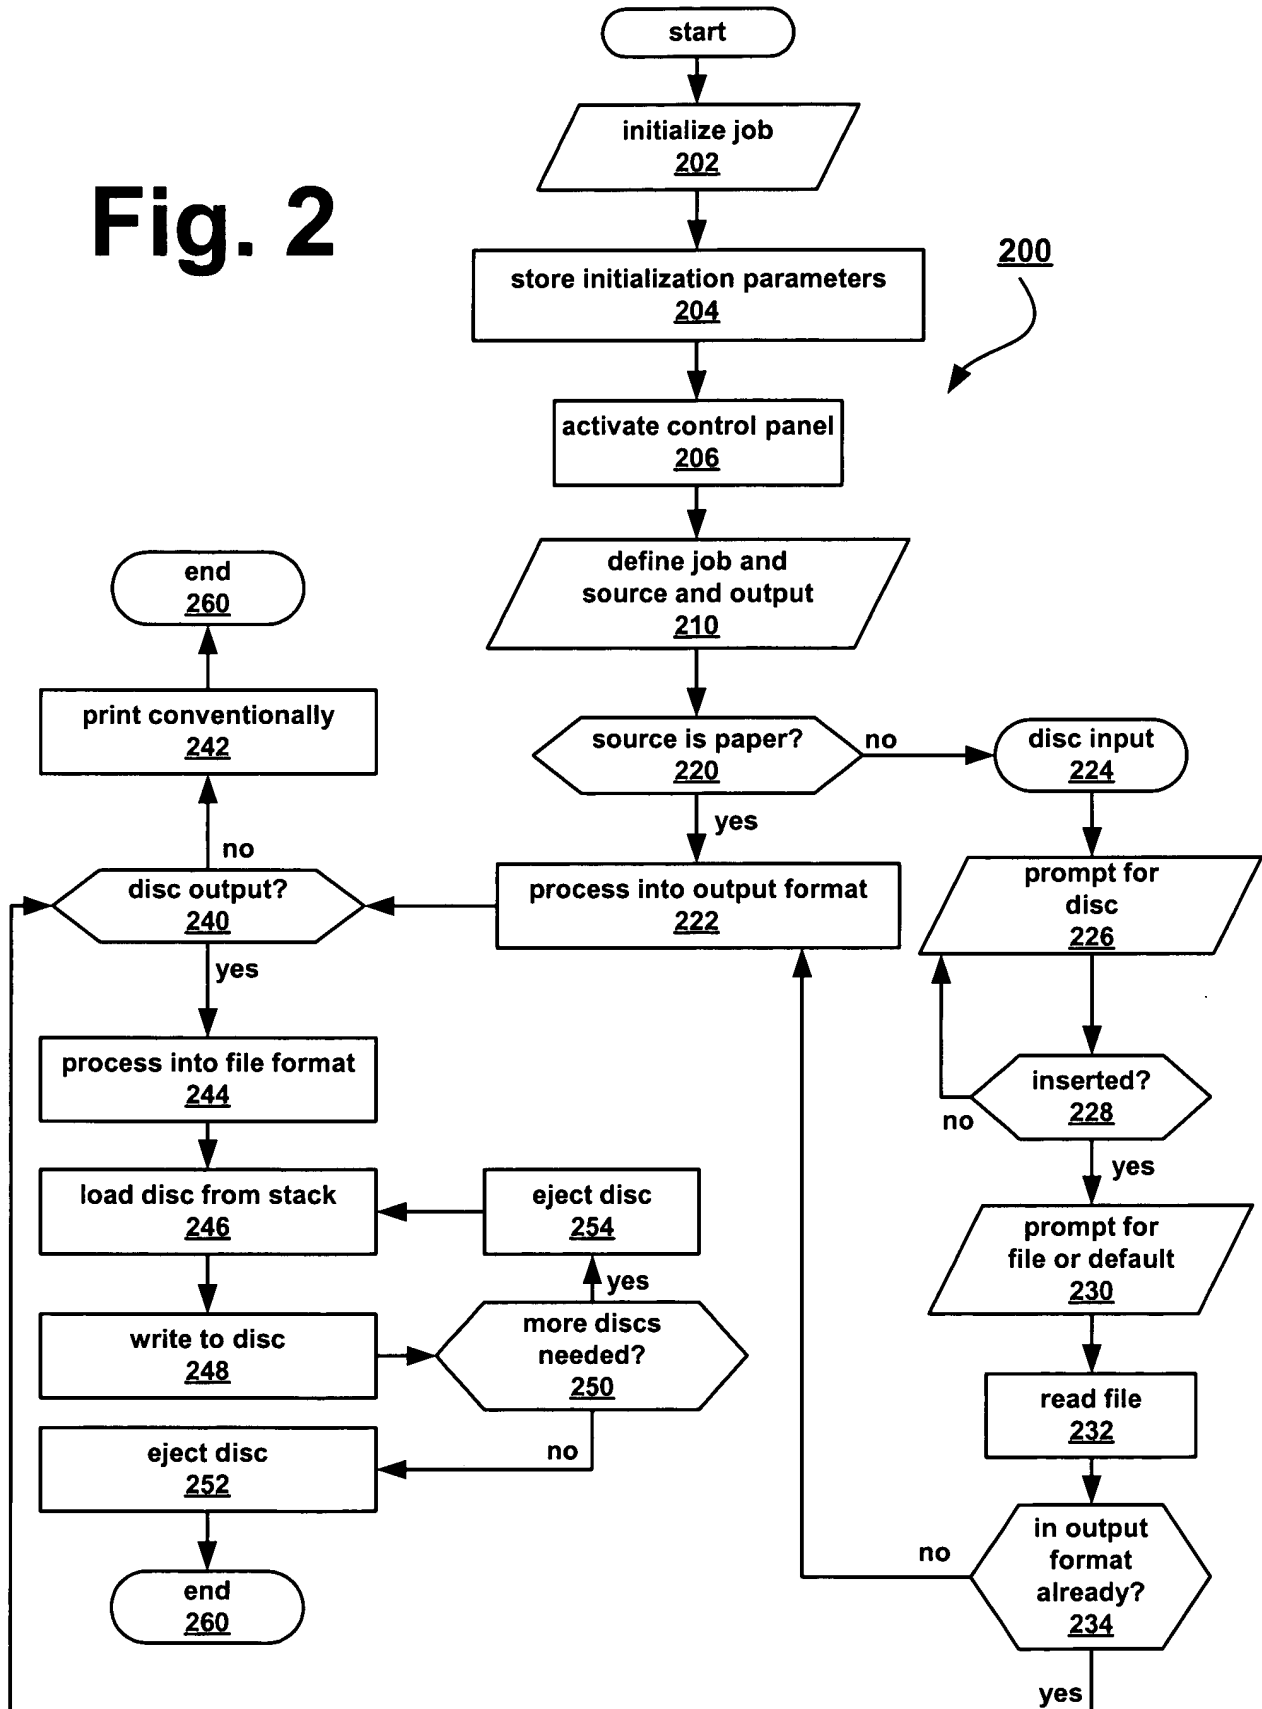 start
initialize job
202
Fig. 2
store initialization parameters
204
200
activate control panel
206
define job and
source and output
210
end
260
print conventionally
242
source is paper?
220
no
disc input
224
yes
no
disc output?
240
process into output format
222
prompt for
disc
226
yes
process into file format
244
inserted?
228
no
yes
load disc from stack
246
eject disc
254
prompt for
file or default
230
yes
write to disc
248
more discs
needed?
250
read file
232
no
eject disc
252
in output
format
already?
234
no
end
260
yes